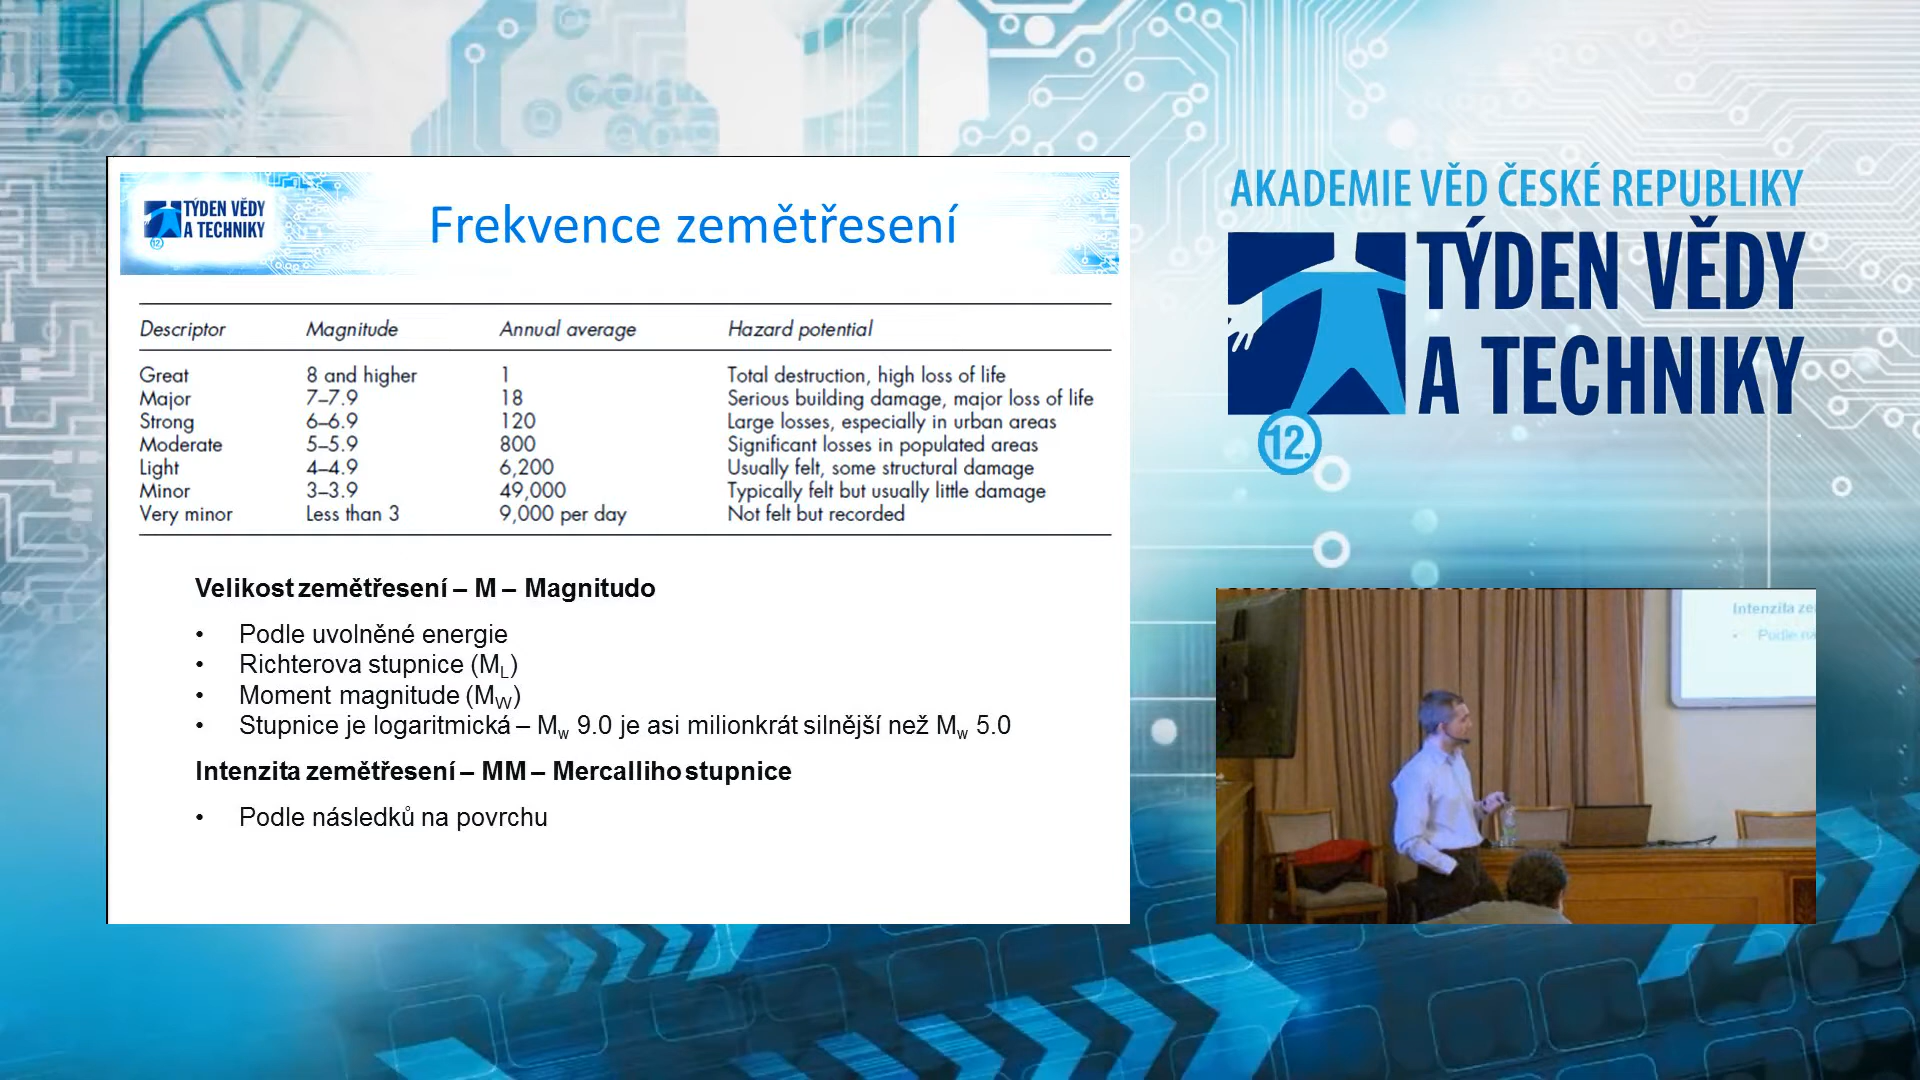 TÝDEN VĚDY
A TECHNIKY
12.
Frekvence zemětřesení
Descriptor Magnitude Annual average Hazard potential
Great 8 and higher 1 Total destruction, high loss of life
Major 7–7.9 18 Serious building damage, major loss of life
Strong 6–6.9 120 Large losses, especially in urban areas
Moderate 5–5.9 800 Significant losses in populated areas
Light 4–4.9 6,200 Usually felt, some structural damage
Minor 3–3.9 49,000 Typically felt but usually little damage
Very minor Less than 3 9,000 per day Not felt but recorded
Velikost zemětřesení – M – Magnitudo
• Podle uvolněné energie
• Richterova stupnice (ML)
• Moment magnitude (MW)
• Stupnice je logaritmická – Mw 9.0 je asi milionkrát silnější než Mw 5.0
Intenzita zemětřesení – MM – Mercalliho stupnice
• Podle následků na povrchu
AKADEMIE VĚD ČESKÉ REPUBLIKY
TÝDEN VĚDY
A TECHNIKY
12.
Intenzita ze
• Podle na